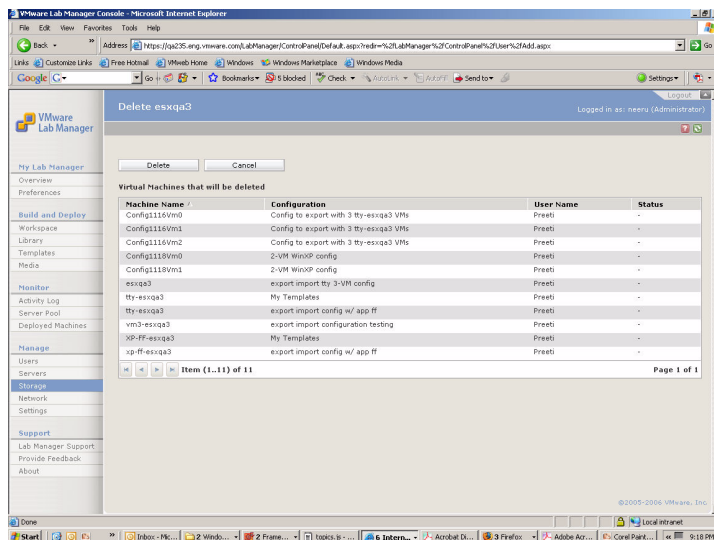 VMware Lab Manager Console - Microsoft Internet Explorer
File Edit View Favorites Tools Help
Back » Address https://qa235.eng.vmware.com/LabManager/ControlPanel/Default.aspx?redir=%2fLabManager%2fControlPanel%2fUser%2fAdd.aspx Go
Links Customize Links Free Hotmail VMweb Home Windows Windows Marketplace Windows Media
Google G Go Bookmarks 5 blocked Check AutoLink AutoFill Send to Settings
Logout
Delete esxqa3
Logged in as: neeru (Administrator)
VMware
Lab Manager
Delete Cancel
My Lab Manager
Overview
Preferences
Build and Deploy
Workspace
Library
Templates
Media
Monitor
Activity Log
Server Pool
Deployed Machines
Manage
Users
Servers
Storage
Network
Settings
Support
Lab Manager Support
Provide Feedback
About
Virtual Machines that will be deleted
Machine Name Configuration User Name Status
Config1116Vm0 Config to export with 3 tty-esxqa3 VMs Preeti -
Config1116Vm1 Config to export with 3 tty-esxqa3 VMs Preeti -
Config1116Vm2 Config to export with 3 tty-esxqa3 VMs Preeti -
Config1118Vm0 2-VM WinXP config Preeti -
Config1118Vm1 2-VM WinXP config Preeti -
esxqa3 export import tty 3-VM config Preeti -
tty-esxqa3 My Templates Preeti -
tty-esxqa3 export import config w/ app ff Preeti -
vm3-esxqa3 export import configuration testing Preeti -
XP-FF-esxqa3 My Templates Preeti -
xp-ff-esxqa3 export import config w/ app ff Preeti -
Item (1..11) of 11 Page 1 of 1
©2005-2006 VMware, Inc.
Done Local intranet
Start » Inbox - Mic... 2 Windo... 2 Frame... topics.js - ... 6 Intern... Acrobat Di... 3 Firefox Adobe Acr... Corel Paint... « 9:18 PM